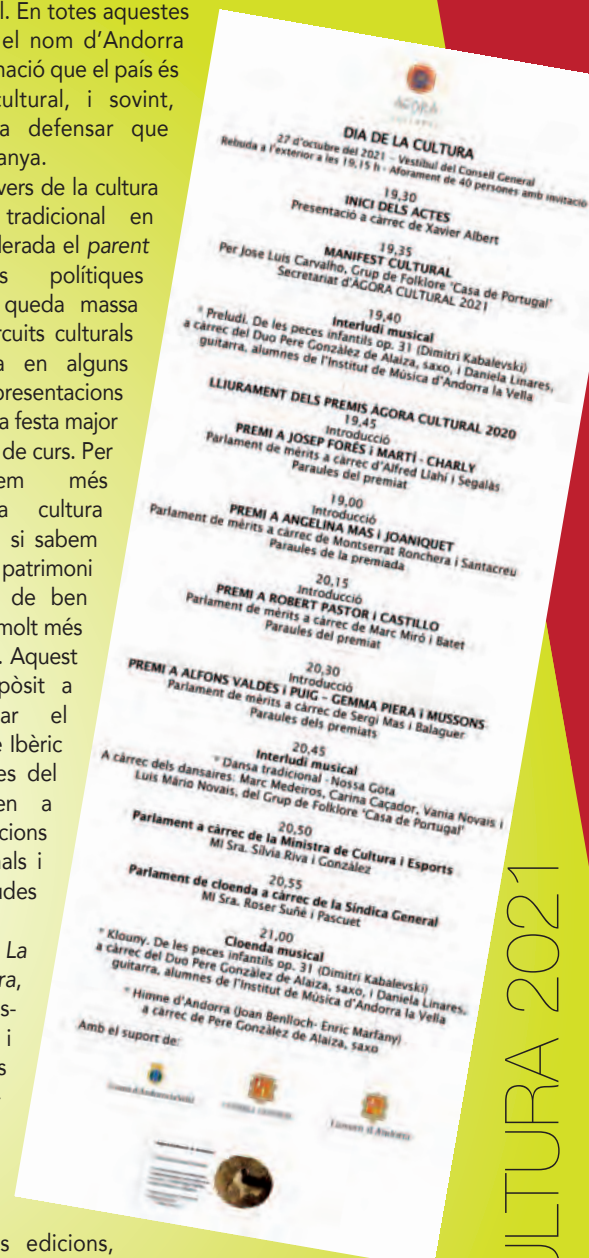 l. En totes aquestes
el nom d’Andorra
nació que el país és
cultural, i sovint,
a defensar que
anya.
vers de la cultura
tradicional en
lerada el parent
s polítiques
queda massa
rcuits culturals
a en alguns
presentacions
a festa major
de curs. Per
em més
a cultura
si sabem
patrimoni
de ben
molt més
. Aquest
pòsit a
ar el
e Ibèric
es del
en a
cions
nals i
udes
La
ra,
s-
i
s
s edicions,
ÀGORA
CULTURAL
DIA DE LA CULTURA
27 d'octubre del 2021 – Vestíbul del Consell General
Rebuda a l'exterior a les 19,15 h - Aforament de 40 persones amb invitació
19,30
INICI DELS ACTES
Presentació a càrrec de Xavier Albert
19,35
MANIFEST CULTURAL
Per Jose Luis Carvalho, Grup de Folklore 'Casa de Portugal'
Secretariat d'ÀGORA CULTURAL 2021
19,40
Interludi musical
* Preludi. De les peces infantils op. 31 (Dimitri Kabalevski)
a càrrec del Duo Pere Gonzàlez de Alaiza, saxo, i Daniela Linares,
guitarra, alumnes de l'Institut de Música d'Andorra la Vella
LLIURAMENT DELS PREMIS ÀGORA CULTURAL 2020
19,45
Introducció
PREMI A JOSEP FORÉS i MARTÍ - CHARLY
Parlament de mèrits a càrrec d'Alfred Llahí i Segalàs
Paraules del premiat
19,00
Introducció
PREMI A ANGELINA MAS i JOANIQUET
Parlament de mèrits a càrrec de Montserrat Ronchera i Santacreu
Paraules de la premiada
20,15
Introducció
PREMI A ROBERT PASTOR i CASTILLO
Parlament de mèrits a càrrec de Marc Miró i Batet
Paraules del premiat
20,30
Introducció
PREMI A ALFONS VALDÉS i PUIG – GEMMA PIERA i MUSSONS
Parlament de mèrits a càrrec de Sergi Mas i Balaguer
Paraules dels premiats
20,45
Interludi musical
* Dansa tradicional - Nossa Gota
A càrrec dels dansaires: Marc Medeiros, Carina Caçador, Vania Novais i
Luis Mário Novais, del Grup de Folklore 'Casa de Portugal'
20,50
Parlament a càrrec de la Ministra de Cultura i Esports
MI Sra. Sílvia Riva i Gonzàlez
20,55
Parlament de cloenda a càrrec de la Síndica General
MI Sra. Roser Suñé i Pascuet
21,00
Cloenda musical
* Klouny. De les peces infantils op. 31 (Dimitri Kabalevski)
a càrrec del Duo Pere Gonzàlez de Alaiza, saxo, i Daniela Linares,
guitarra, alumnes de l'Institut de Música d'Andorra la Vella
* Himne d'Andorra (Joan Benlloch- Enric Marfany)
a càrrec de Pere Gonzàlez de Alaiza, saxo
Amb el suport de:
ULTURA 2021